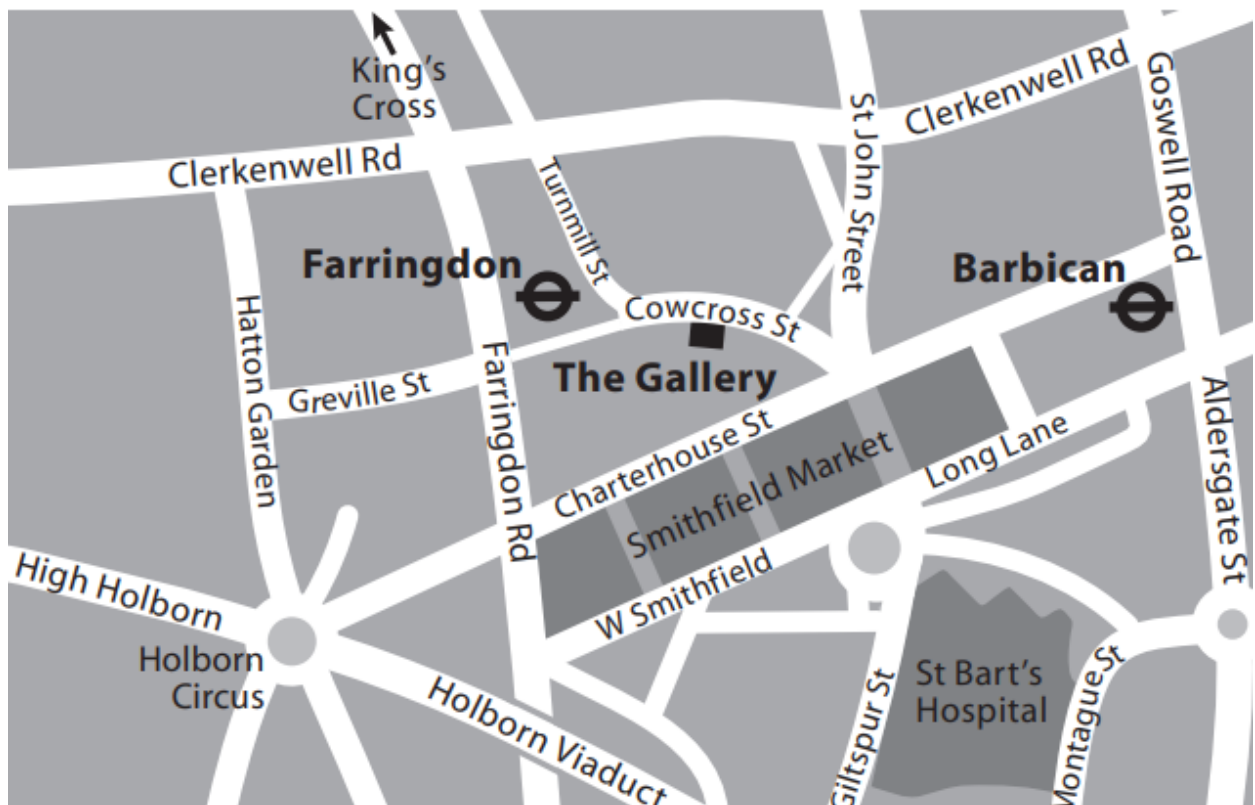 King's
Cross
Clerkenwell Rd
Clerkenwell Rd
Goswell Road
St John Street
Turnmill St
Farringdon
Barbican
Hatton Garden
Cowcross St
The Gallery
Greville St
Farringdon Rd
Charterhouse St
Smithfield Market
Long Lane
Aldersgate St
W Smithfield
High Holborn
Holborn
Circus
Holborn Viaduct
Giltspur St
St Bart's
Hospital
Montague St